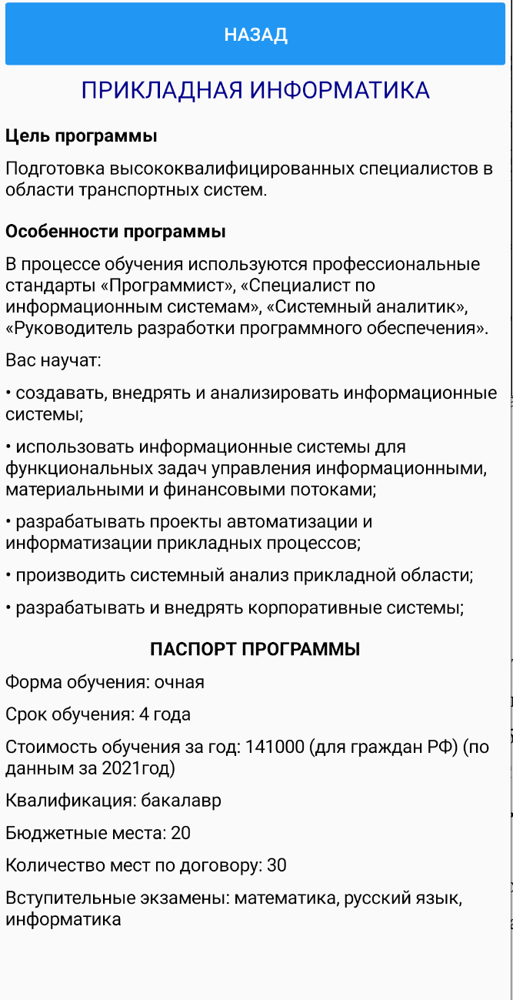 НАЗАД
ПРИКЛАДНАЯ ИНФОРМАТИКА
Цель программы
Подготовка высококвалифицированных специалистов в
области транспортных систем.
Особенности программы
В процессе обучения используются профессиональные
стандарты «Программист», «Специалист по
информационным системам», «Системный аналитик»,
«Руководитель разработки программного обеспечения».
Вас научат:
• создавать, внедрять и анализировать информационные
системы;
• использовать информационные системы для
функциональных задач управления информационными,
материальными и финансовыми потоками;
• разрабатывать проекты автоматизации и
информатизации прикладных процессов;
• производить системный анализ прикладной области;
• разрабатывать и внедрять корпоративные системы;
ПАСПОРТ ПРОГРАММЫ
Форма обучения: очная
Срок обучения: 4 года
Стоимость обучения за год: 141000 (для граждан РФ) (по
данным за 2021год)
Квалификация: бакалавр
Бюджетные места: 20
Количество мест по договору: 30
Вступительные экзамены: математика, русский язык,
информатика